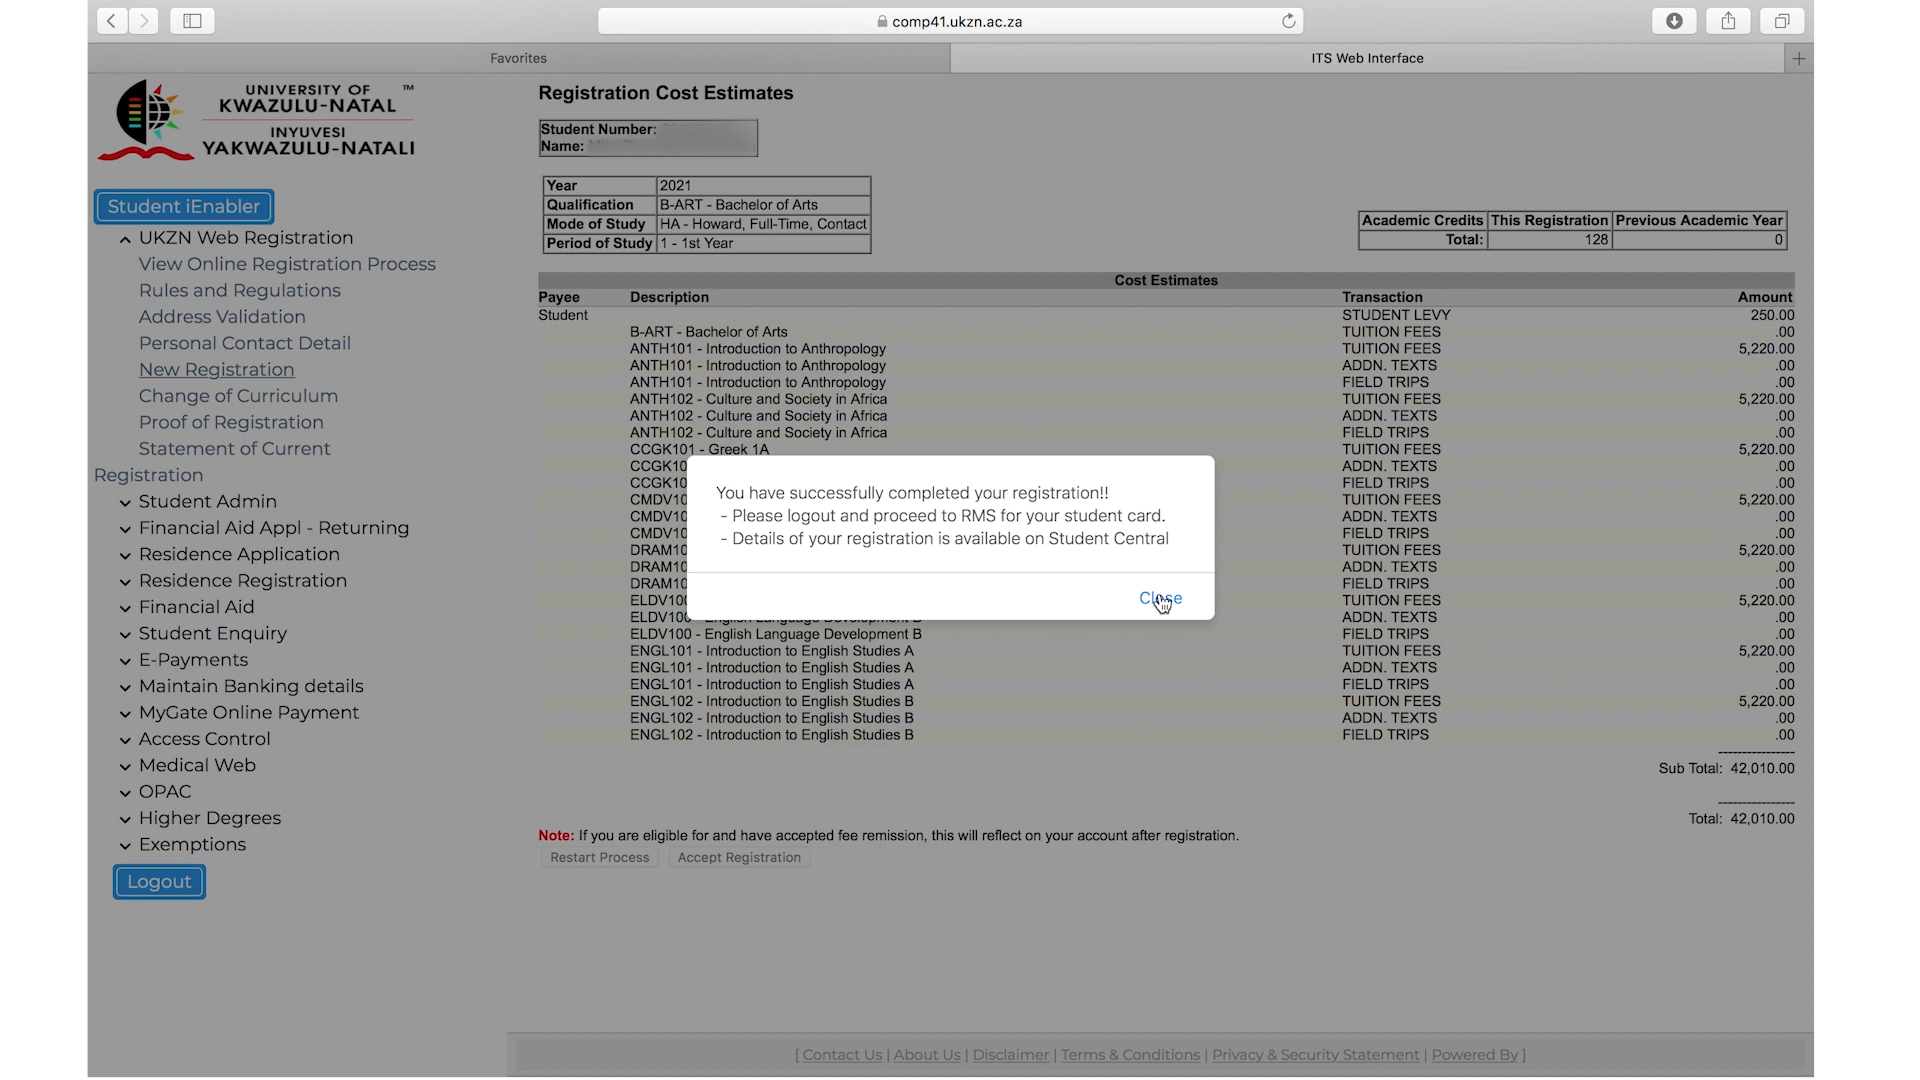 comp41.ukzn.ac.za
Favorites
ITS Web Interface
UNIVERSITY OF ™
KWAZULU-NATAL
INYUVESI
YAKWAZULU-NATALI
Student iEnabler
UKZN Web Registration
View Online Registration Process
Rules and Regulations
Address Validation
Personal Contact Detail
New Registration
Change of Curriculum
Proof of Registration
Statement of Current
Registration
Student Admin
Financial Aid Appl - Returning
Residence Application
Residence Registration
Financial Aid
Student Enquiry
E-Payments
Maintain Banking details
MyGate Online Payment
Access Control
Medical Web
OPAC
Higher Degrees
Exemptions
Logout
Registration Cost Estimates
Student Number:
Name:
Year 2021
Qualification B-ART - Bachelor of Arts
Mode of Study HA - Howard, Full-Time, Contact
Period of Study 1 - 1st Year
Academic Credits This Registration Previous Academic Year
Total: 128 0
Cost Estimates
Payee Description Transaction Amount
Student STUDENT LEVY 250.00
B-ART - Bachelor of Arts TUITION FEES .00
ANTH101 - Introduction to Anthropology TUITION FEES 5,220.00
ANTH101 - Introduction to Anthropology ADDN. TEXTS .00
ANTH101 - Introduction to Anthropology FIELD TRIPS .00
ANTH102 - Culture and Society in Africa TUITION FEES 5,220.00
ANTH102 - Culture and Society in Africa ADDN. TEXTS .00
ANTH102 - Culture and Society in Africa FIELD TRIPS .00
CCGK101 - Greek 1A TUITION FEES 5,220.00
CCGK10 ADDN. TEXTS .00
CCGK10 FIELD TRIPS .00
CMDV10 TUITION FEES 5,220.00
CMDV10 ADDN. TEXTS .00
CMDV10 FIELD TRIPS .00
DRAM10 TUITION FEES 5,220.00
DRAM10 ADDN. TEXTS .00
DRAM10 FIELD TRIPS .00
ELDV100 TUITION FEES 5,220.00
ELDV100 - English Language Development B ADDN. TEXTS .00
ELDV100 - English Language Development B FIELD TRIPS .00
ENGL101 - Introduction to English Studies A TUITION FEES 5,220.00
ENGL101 - Introduction to English Studies A ADDN. TEXTS .00
ENGL101 - Introduction to English Studies A FIELD TRIPS .00
ENGL102 - Introduction to English Studies B TUITION FEES 5,220.00
ENGL102 - Introduction to English Studies B ADDN. TEXTS .00
ENGL102 - Introduction to English Studies B FIELD TRIPS .00
----------------
Sub Total: 42,010.00
----------------
Total: 42,010.00
You have successfully completed your registration!!
- Please logout and proceed to RMS for your student card.
- Details of your registration is available on Student Central
Close
Note: If you are eligible for and have accepted fee remission, this will reflect on your account after registration.
Restart Process Accept Registration
[ Contact Us | About Us | Disclaimer | Terms & Conditions | Privacy & Security Statement | Powered By ]